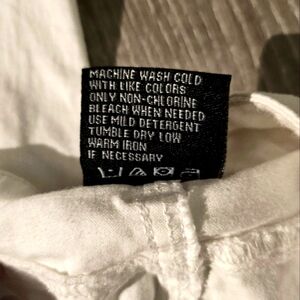 MACHINE WASH COLD
WITH LIKE COLORS
ONLY NON-CHLORINE
BLEACH WHEN NEEDED
USE MILD DETERGENT
TUMBLE DRY LOW
WARM IRON
IF NECESSARY